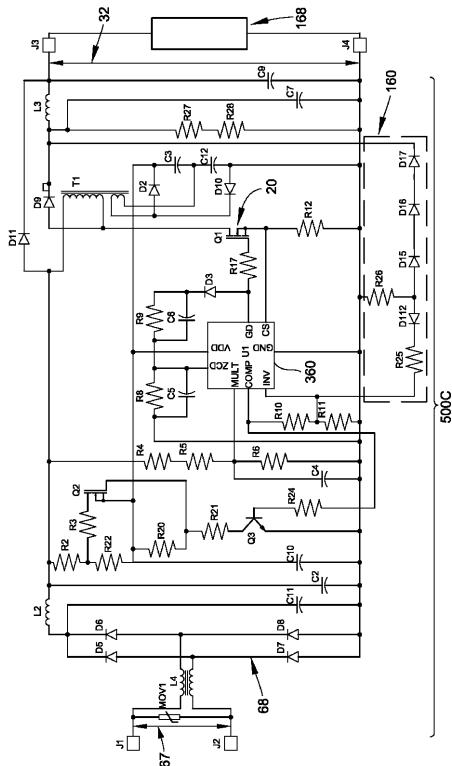 J3
168
J4
32
C9
C7
L3
R27
R28
160
D11
D9
T1
C3
D2
C12
D10
20
D17
D16
Q1
R12
R17
D15
R26
D3
R9
C6
D112
R25
VDD
GD
CS
ZCD
U1
GND
MULT
COMP
INV
360
R8
C5
R10
R11
500C
R4
R5
R6
C4
Q2
R3
R24
R2
R22
R20
R21
Q3
C10
C2
C11
L2
D6
D8
D5
D7
68
L4
MOV1
J1
J2
67